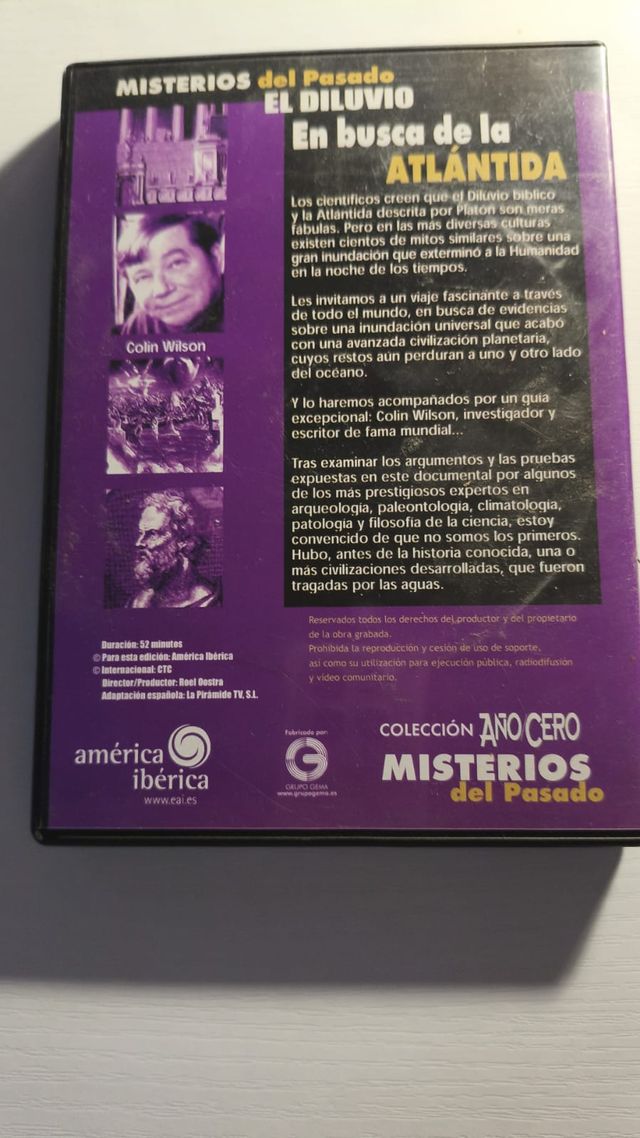 MISTERIOS del Pasado
EL DILUVIO
En busca de la
ATLÁNTIDA
Los científicos creen que el Diluvio bíblico
y la Atlántida descrita por Platón son meras
fábulas. Pero en las más diversas culturas
existen cientos de mitos similares sobre una
gran inundación que exterminó a la Humanidad
en la noche de los tiempos.
Les invitamos a un viaje fascinante a través
de todo el mundo, en busca de evidencias
sobre una inundación universal que acabó
con una avanzada civilización planetaria,
cuyos restos aún perduran a uno y otro lado
del océano.
Y lo haremos acompañados por un guía
excepcional: Colin Wilson, investigador y
escritor de fama mundial...
Tras examinar los argumentos y las pruebas
expuestas en este documental por algunos
de los más prestigiosos expertos en
arqueología, paleontología, climatología,
patología y filosofía de la ciencia, estoy
convencido de que no somos los primeros.
Hubo, antes de la historia conocida, una o
más civilizaciones desarrolladas, que fueron
tragadas por las aguas.
Colin Wilson
Reservados todos los derechos del productor y del propietario
de la obra grabada.
Prohibida la reproducción y cesión de uso de soporte,
así como su utilización para ejecución pública, radiodifusión
y vídeo comunitario.
Duración: 52 minutos
© Para esta edición: América Ibérica
© Internacional: CTC
Director/Productor: Roel Oostra
Adaptación española: La Pirámide TV, S.L.
américa
ibérica
www.eai.es
Fabricado por:
G
GRUPO GEMA
www.grupogema.es
COLECCIÓN AÑO CERO
MISTERIOS
del Pasado